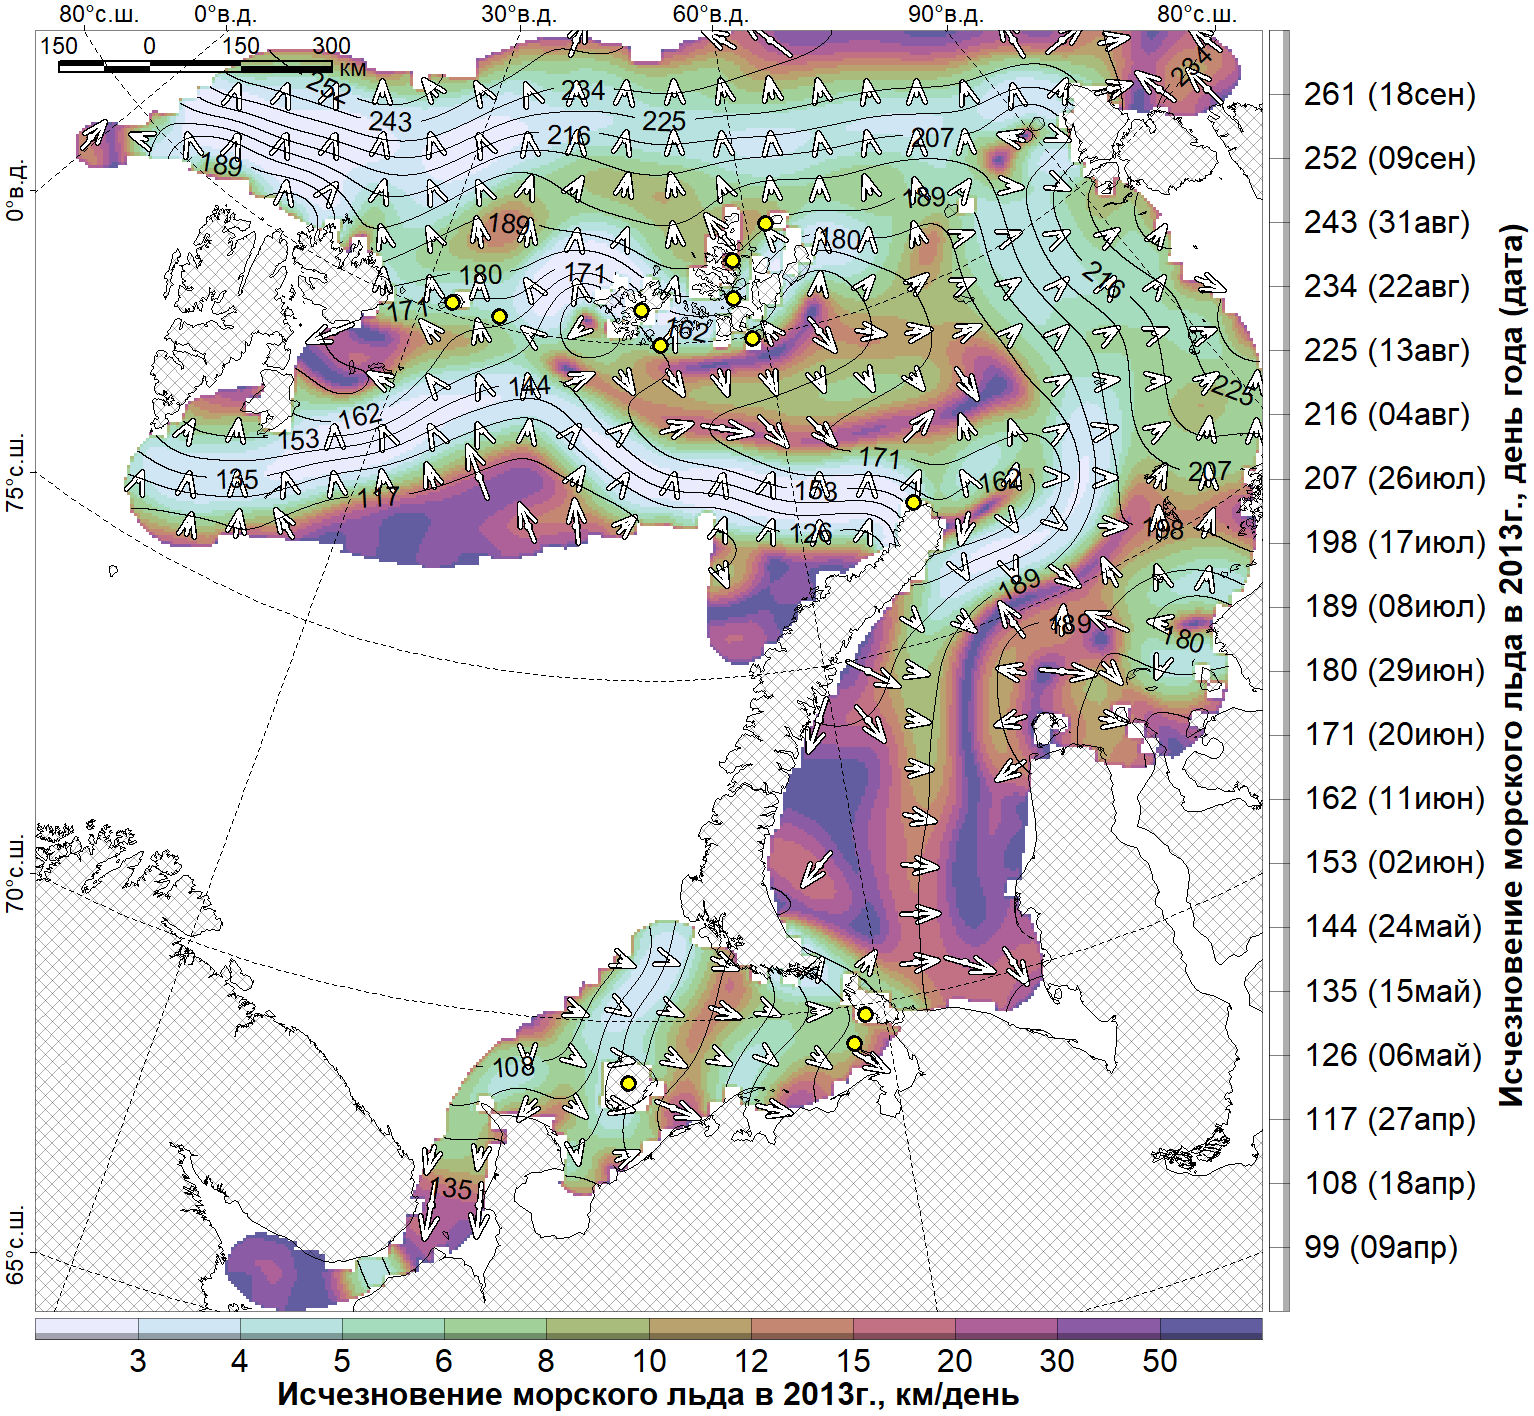 80°с.ш. 0°в.д. 30°в.д. 60°в.д. 90°в.д. 80°с.ш.
150 0 150 300 км
0°в.д.
75°с.ш.
70°с.ш.
65°с.ш.
252 234 234
243 216 225 207
189 189
189 180
180 171 216
171 162
144 225
162
153 171
135 153 162 207
117 126 198
189
189 180
108
135
261 (18сен)
252 (09сен)
243 (31авг)
234 (22авг)
225 (13авг)
216 (04авг)
207 (26июл)
198 (17июл)
189 (08июл)
180 (29июн)
171 (20июн)
162 (11июн)
153 (02июн)
144 (24май)
135 (15май)
126 (06май)
117 (27апр)
108 (18апр)
99 (09апр)
Исчезновение морского льда в 2013г., день года (дата)
3 4 5 6 8 10 12 15 20 30 50
Исчезновение морского льда в 2013г., км/день